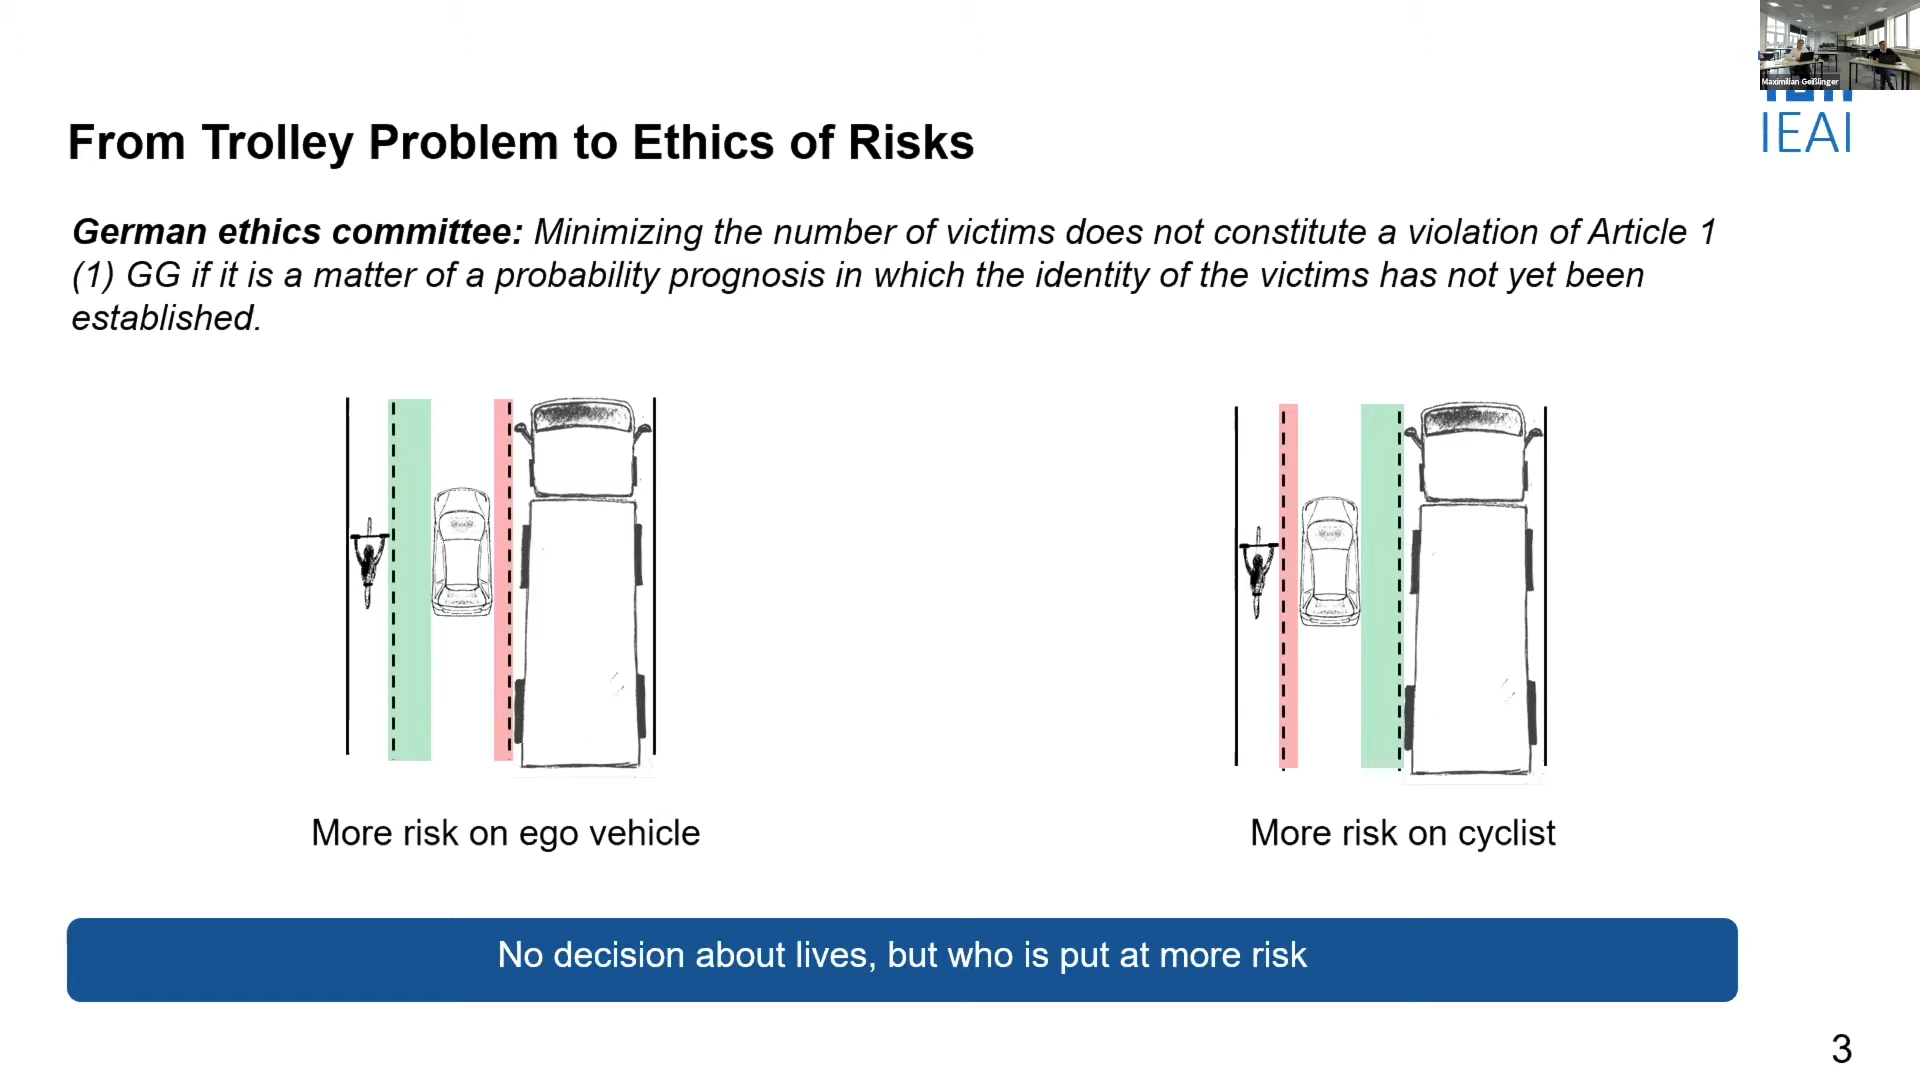 Maximilian Geißlinger
IEAI
From Trolley Problem to Ethics of Risks
German ethics committee: Minimizing the number of victims does not constitute a violation of Article 1
(1) GG if it is a matter of a probability prognosis in which the identity of the victims has not yet been
established.
More risk on ego vehicle
More risk on cyclist
No decision about lives, but who is put at more risk
3